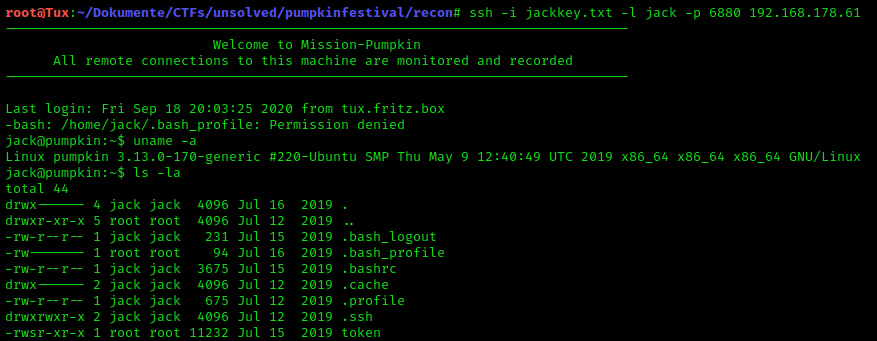 root@Tux:~/Dokumente/CTFs/unsolved/pumpkinfestival/recon# ssh -i jackkey.txt -l jack -p 6880 192.168.178.61
------------------------------------------------------------------------------
                          Welcome to Mission-Pumpkin
      All remote connections to this machine are monitored and recorded
------------------------------------------------------------------------------

Last login: Fri Sep 18 20:03:25 2020 from tux.fritz.box
-bash: /home/jack/.bash_profile: Permission denied
jack@pumpkin:~$ uname -a
Linux pumpkin 3.13.0-170-generic #220-Ubuntu SMP Thu May 9 12:40:49 UTC 2019 x86_64 x86_64 x86_64 GNU/Linux
jack@pumpkin:~$ ls -la
total 44
drwx------ 4 jack jack  4096 Jul 16  2019 .
drwxr-xr-x 5 root root  4096 Jul 12  2019 ..
-rw-r--r-- 1 jack jack   231 Jul 15  2019 .bash_logout
-rw------- 1 root root    94 Jul 16  2019 .bash_profile
-rw-r--r-- 1 jack jack  3675 Jul 15  2019 .bashrc
drwx------ 2 jack jack  4096 Jul 12  2019 .cache
-rw-r--r-- 1 jack jack   675 Jul 12  2019 .profile
drwxrwxr-x 2 jack jack  4096 Jul 12  2019 .ssh
-rwsr-xr-x 1 root root 11232 Jul 15  2019 token